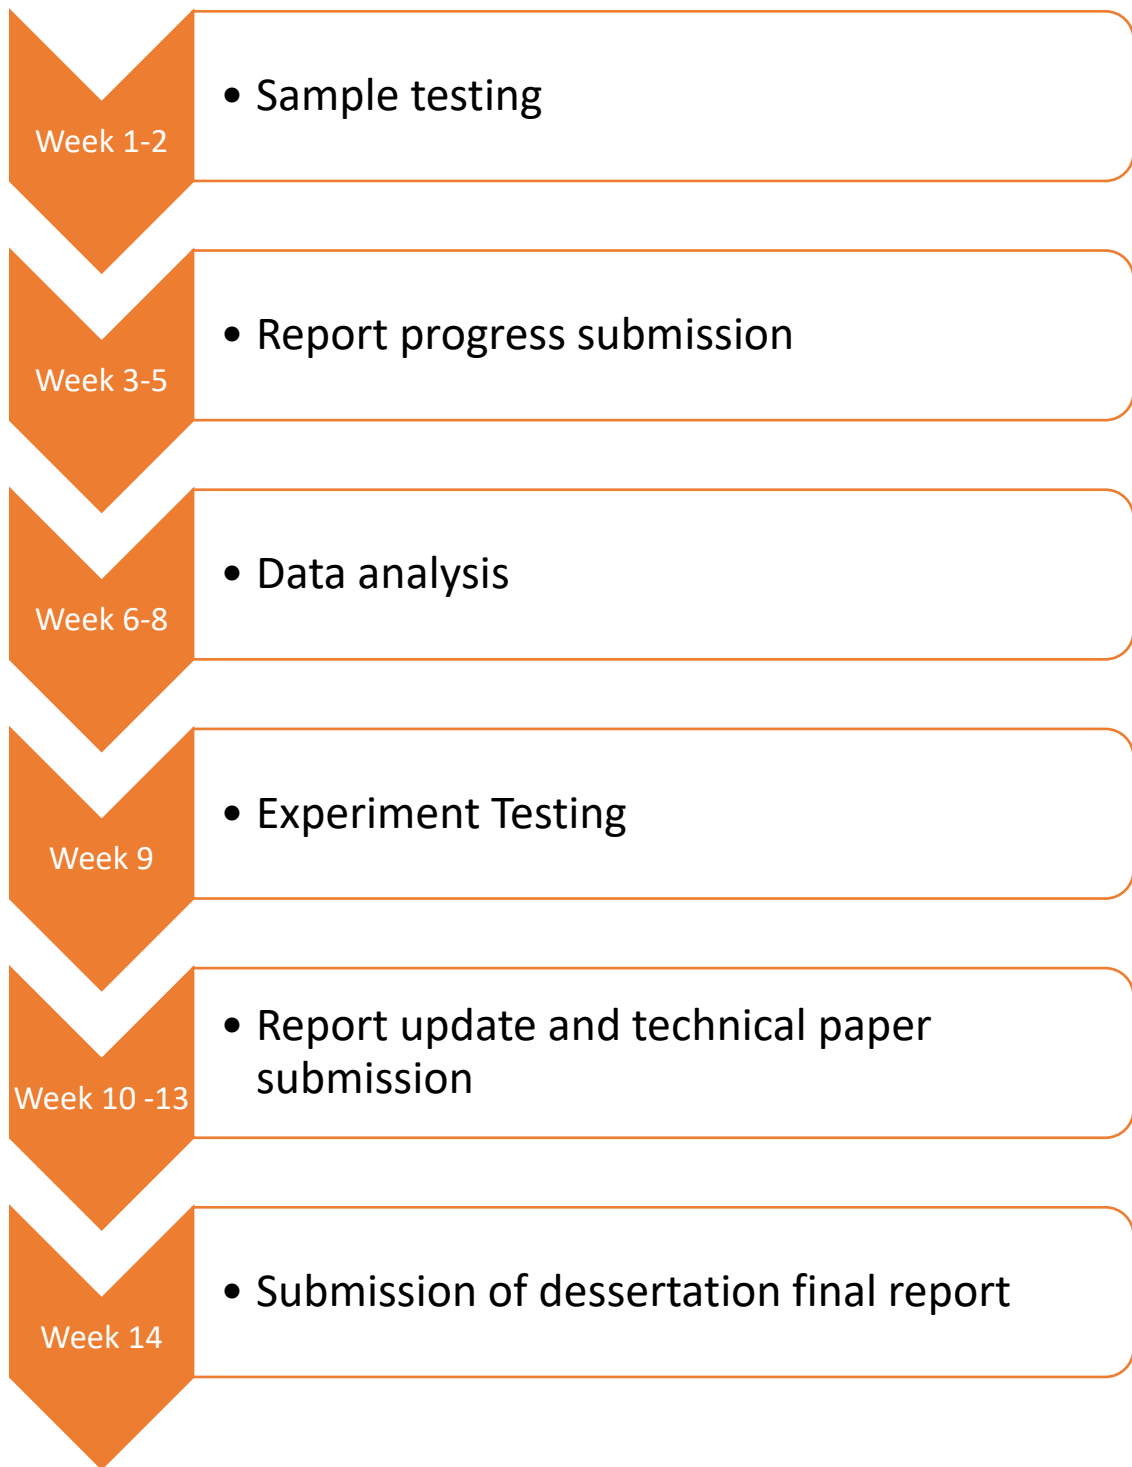 Week 1-2
• Sample testing
Week 3-5
• Report progress submission
Week 6-8
• Data analysis
Week 9
• Experiment Testing
Week 10 -13
• Report update and technical paper
submission
Week 14
• Submission of dessertation final report